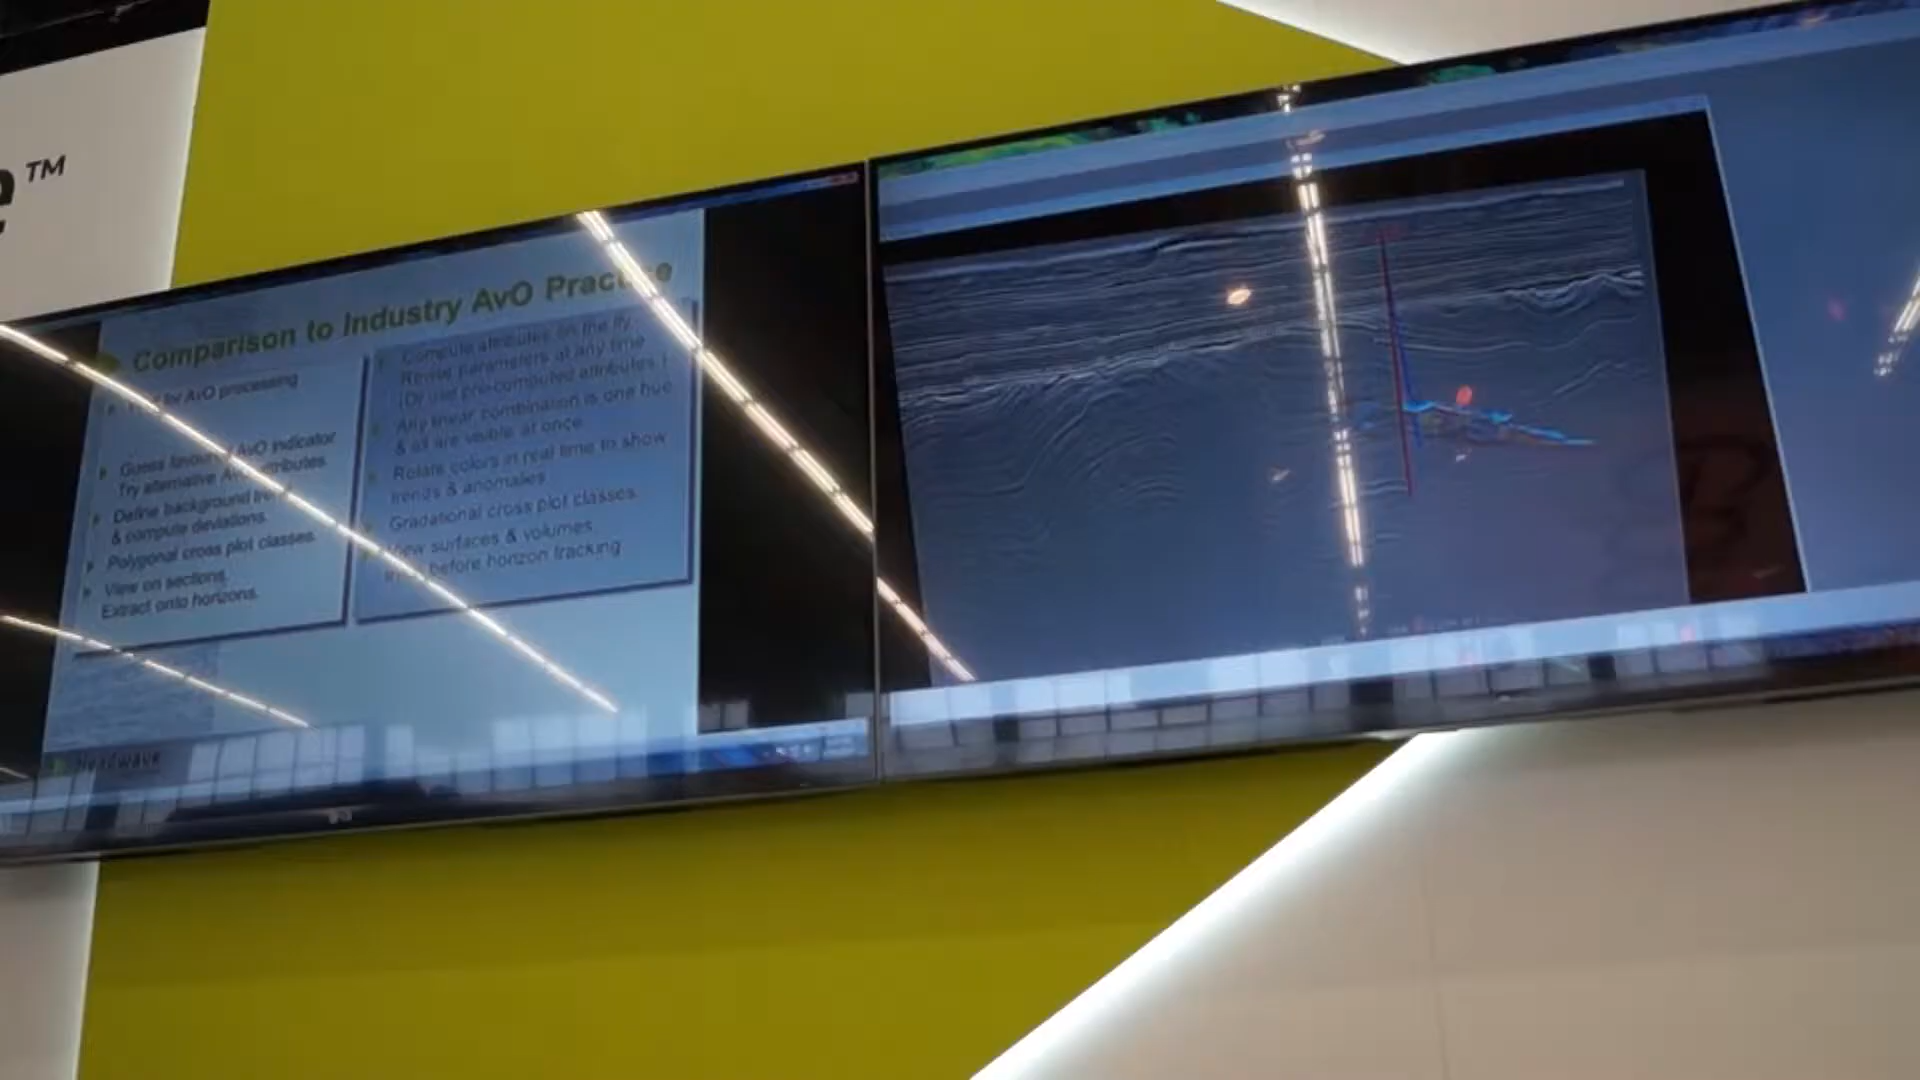 e™
Comparison to Industry AvO Practice
for AvO processing
Guess favoured AvO indicator
Try alternative AvO attributes
Define background trend
& compute deviations.
Polygonal cross plot classes.
View on sections.
Extract onto horizons.
Compute attributes on the fly.
Revise parameters at any time
(Or use pre-computed attributes.)
Any linear combination is one hue
& all are visible at once
Rotate colors in real time to show
trends & anomalies
Gradational cross plot classes.
View surfaces & volumes
before horizon tracking
Headwave